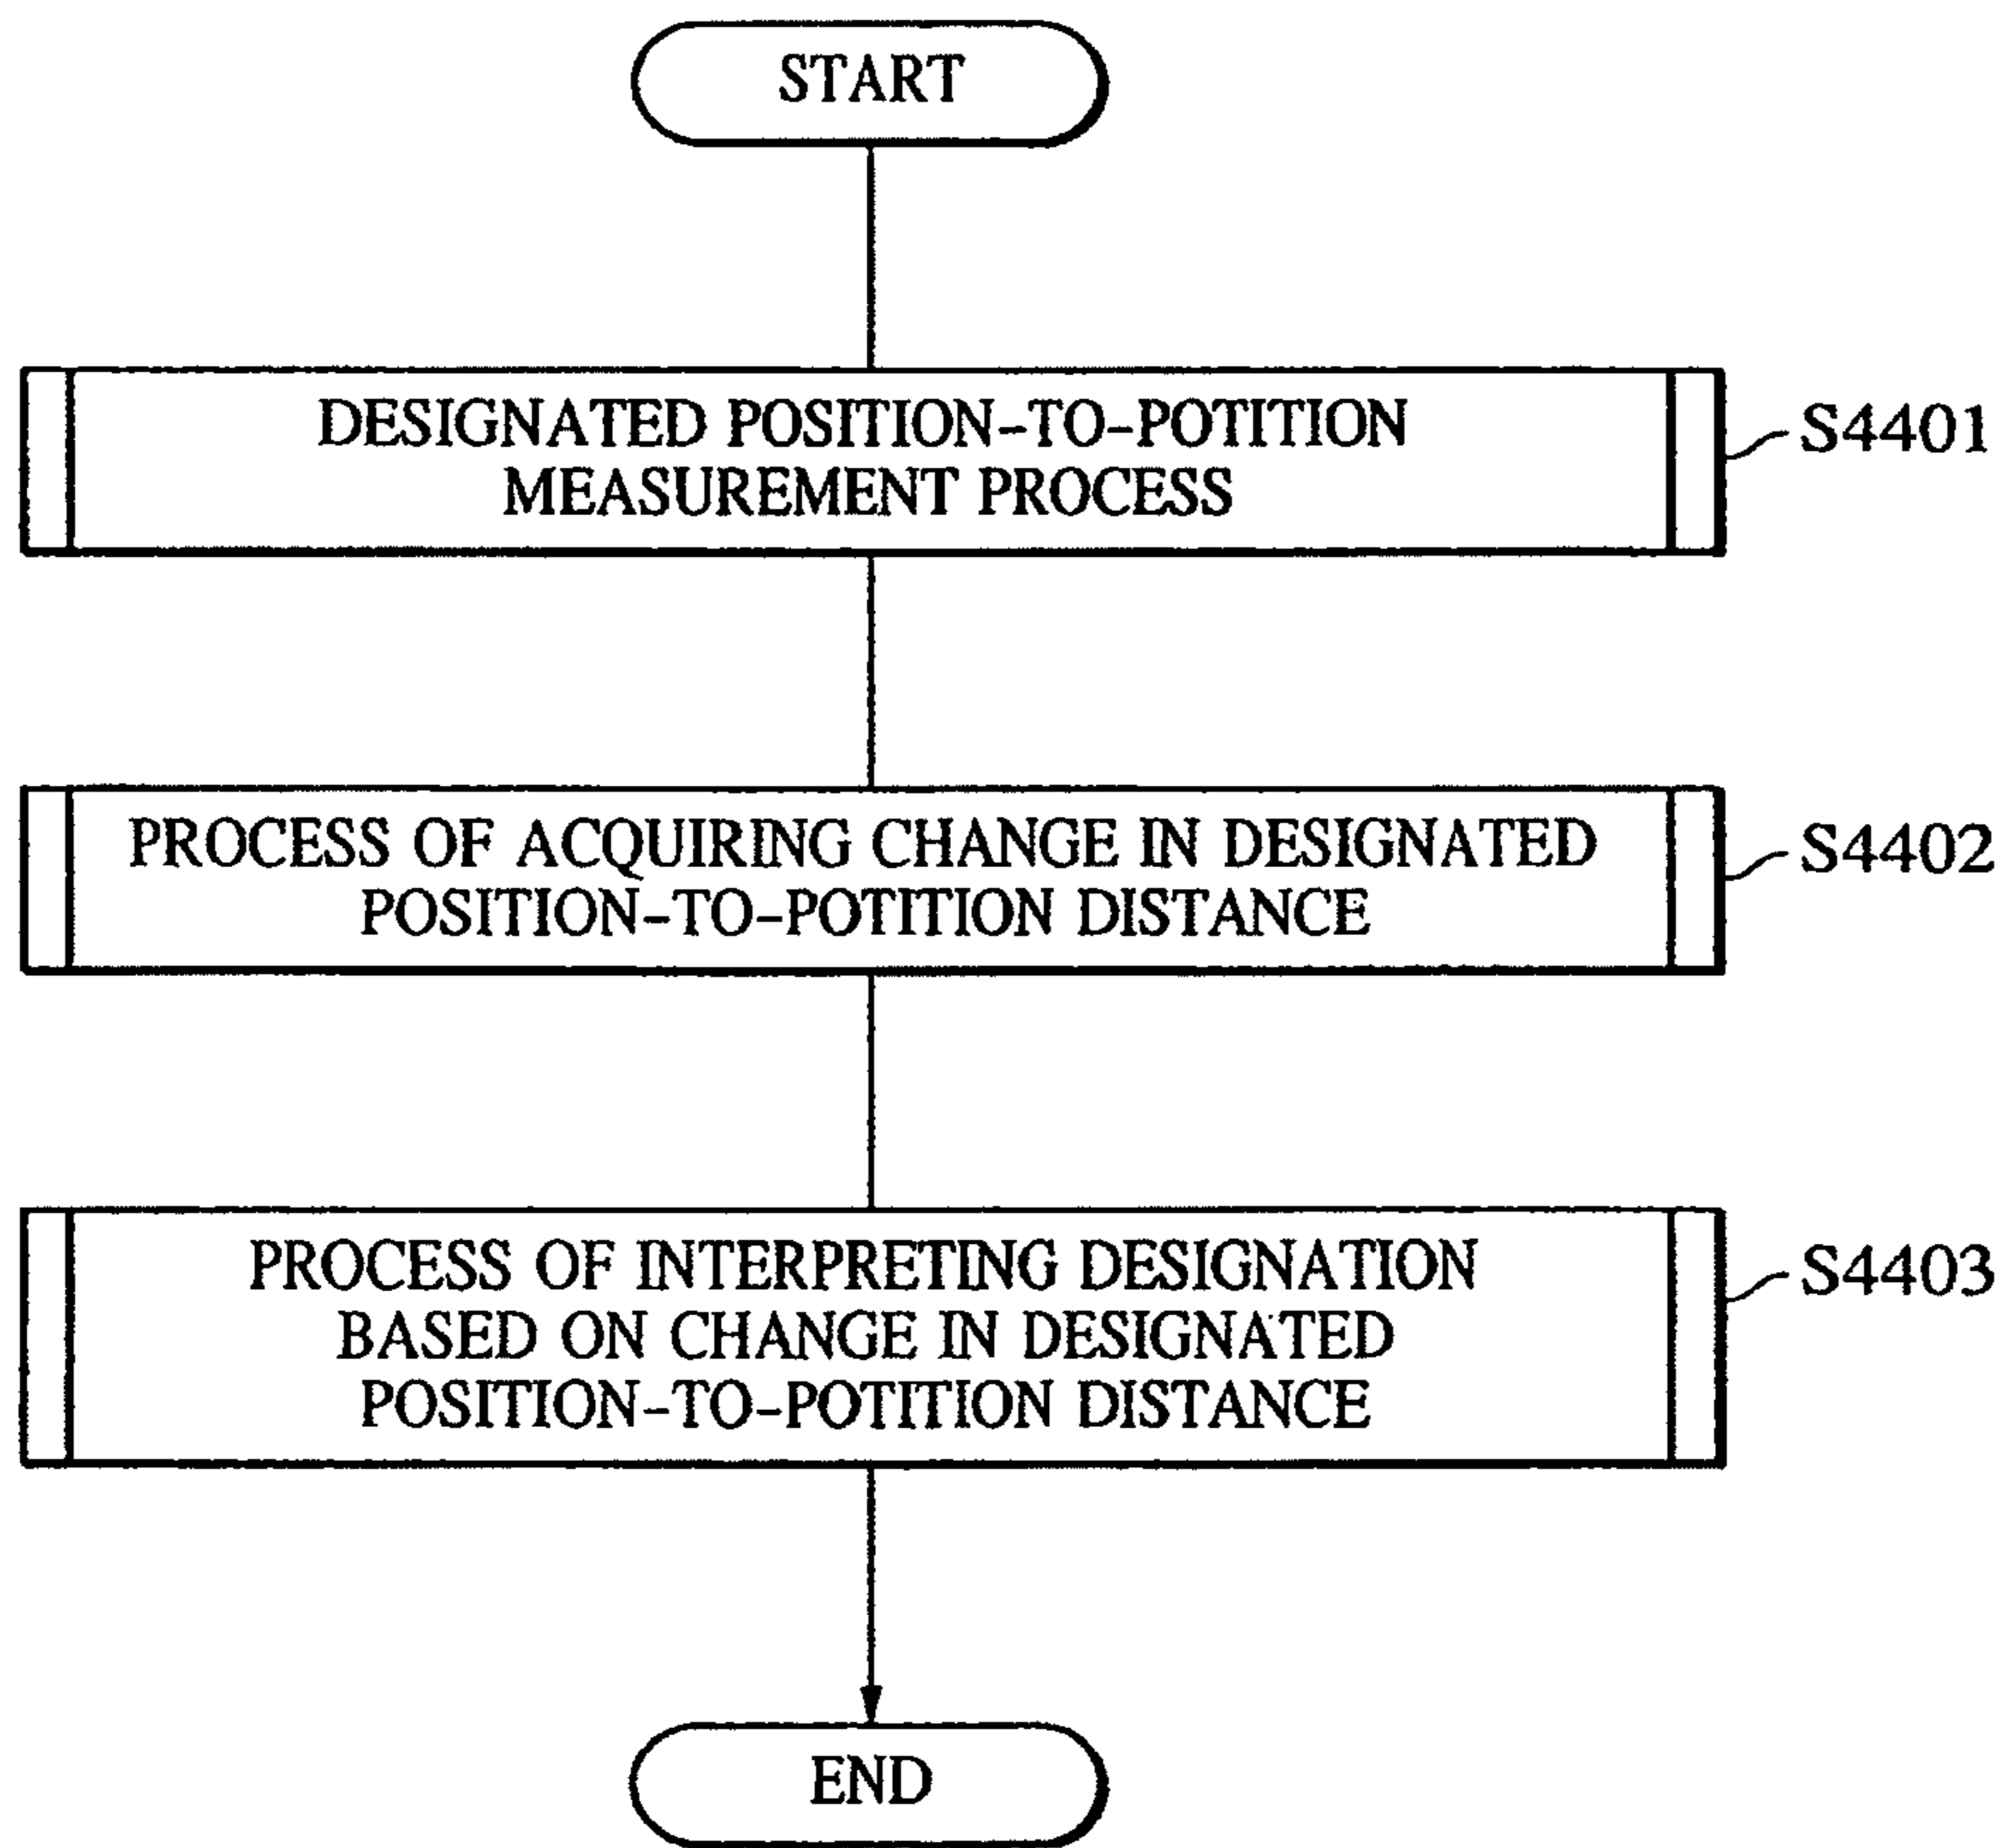 START
DESIGNATED POSITION-TO-POTITION
MEASUREMENT PROCESS
S4401
PROCESS OF ACQUIRING CHANGE IN DESIGNATED
POSITION-TO-POTITION DISTANCE
S4402
PROCESS OF INTERPRETING DESIGNATION
BASED ON CHANGE IN DESIGNATED
POSITION-TO-POTITION DISTANCE
S4403
END